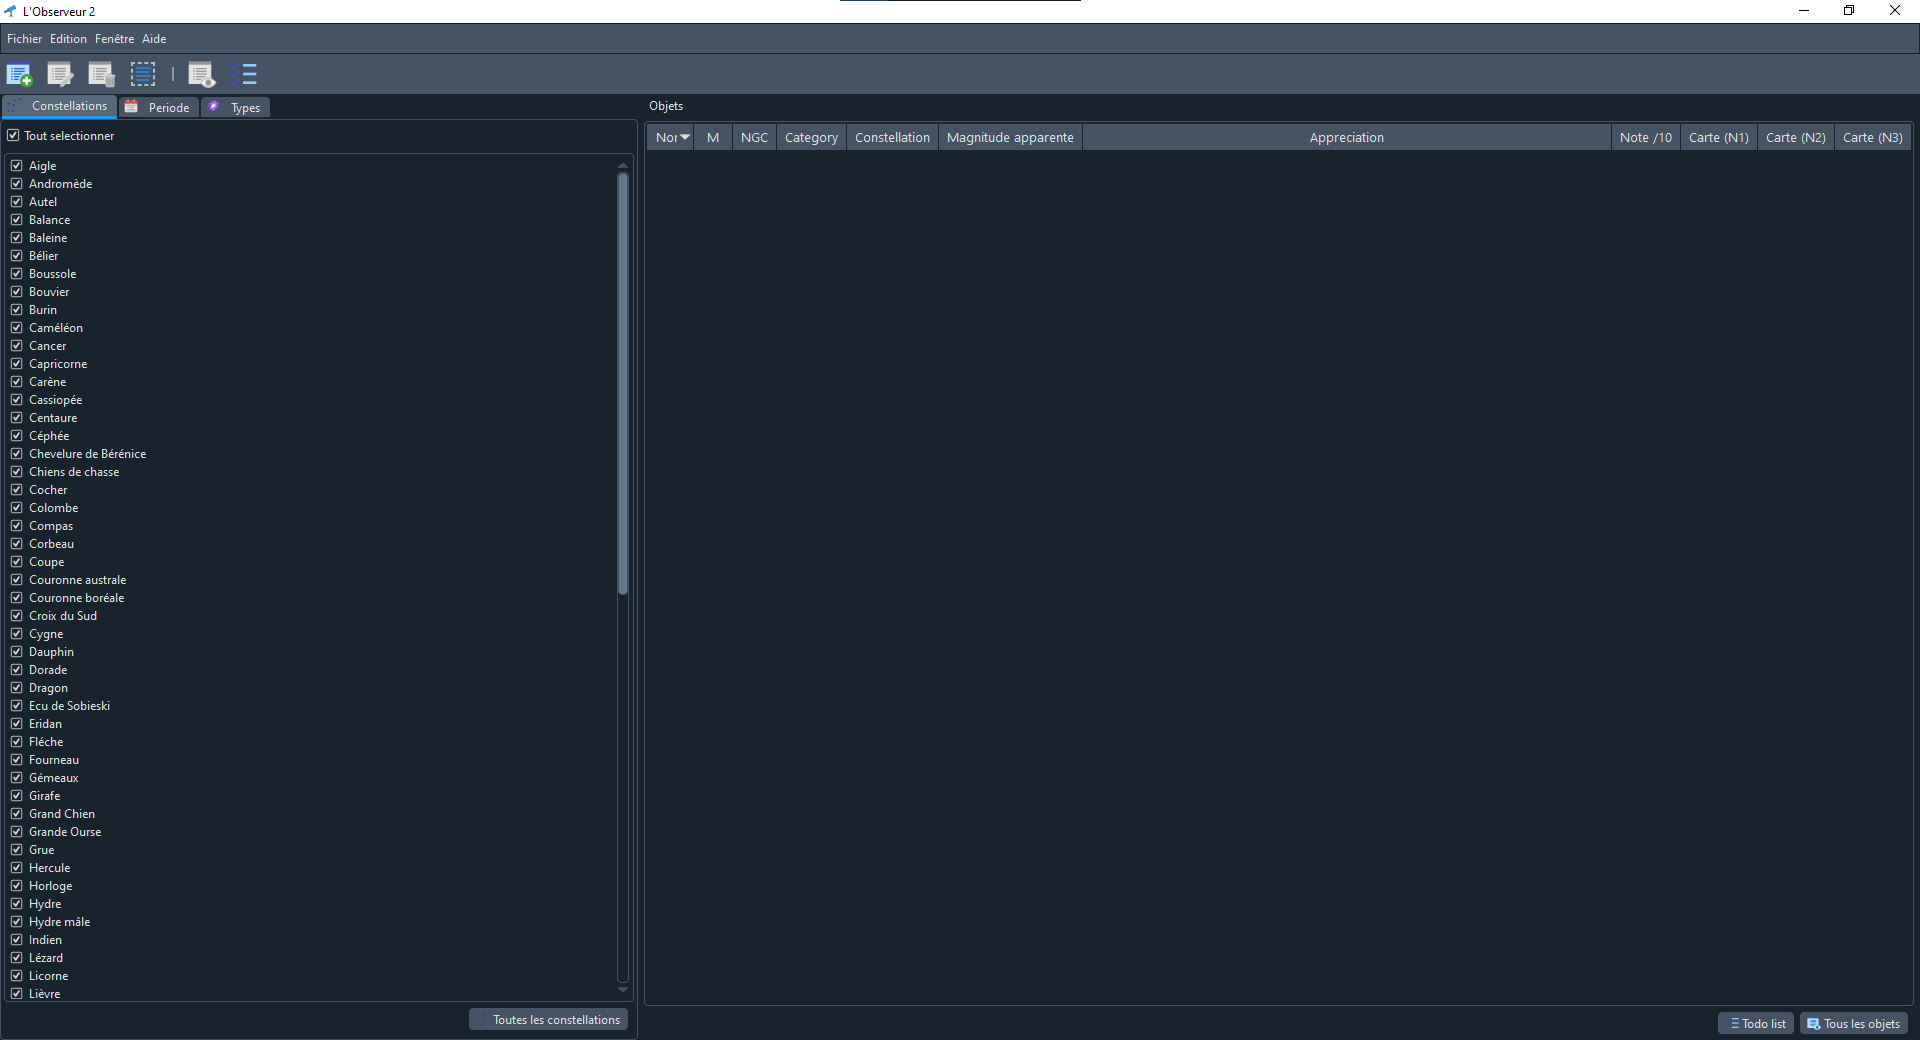 L'Observeur 2
Fichier Edition Fenêtre Aide
Constellations Periode Types
Tout selectionner
Aigle
Andromède
Autel
Balance
Baleine
Bélier
Boussole
Bouvier
Burin
Caméléon
Cancer
Capricorne
Carène
Cassiopée
Centaure
Céphée
Chevelure de Bérénice
Chiens de chasse
Cocher
Colombe
Compas
Corbeau
Coupe
Couronne australe
Couronne boréale
Croix du Sud
Cygne
Dauphin
Dorade
Dragon
Ecu de Sobieski
Eridan
Fléche
Fourneau
Gémeaux
Girafe
Grand Chien
Grande Ourse
Grue
Hercule
Horloge
Hydre
Hydre mâle
Indien
Lézard
Licorne
Lièvre
Toutes les constellations
Objets
M NGC Category Constellation Magnitude apparente Appreciation Note /10 Carte (N1) Carte (N2) Carte (N3)
Todo list Tous les objets